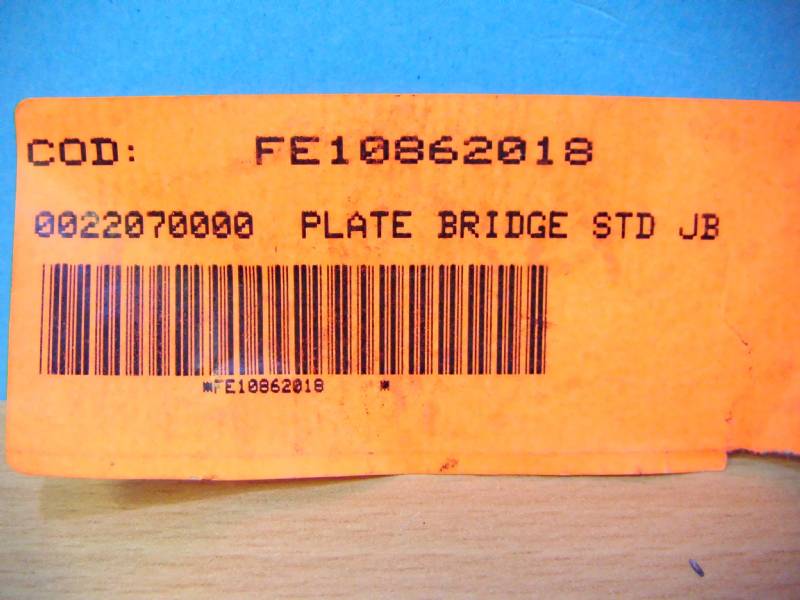 COD: FE10862018
0022070000 PLATE BRIDGE STD JB
*FE10862018 *